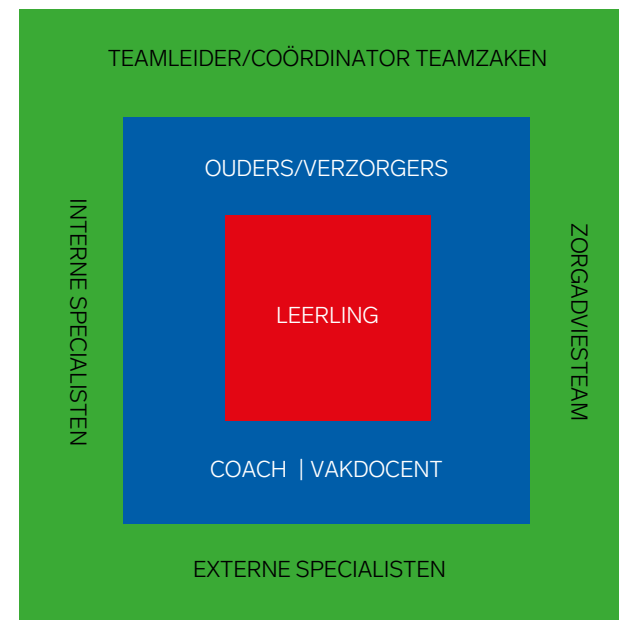 TEAMLEIDER/COÖRDINATOR TEAMZAKEN
OUDERS/VERZORGERS
INTERNE SPECIALISTEN
LEERLING
ZORGADVIESTEAM
COACH | VAKDOCENT
EXTERNE SPECIALISTEN